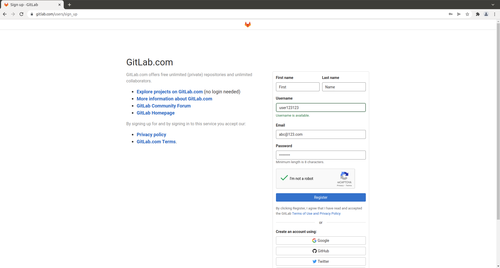 Sign up · GitLab
gitlab.com/users/sign_up
GitLab.com
GitLab.com offers free unlimited (private) repositories and unlimited
collaborators.
Explore projects on GitLab.com (no login needed)
More information about GitLab.com
GitLab Community Forum
GitLab Homepage
By signing up for and by signing in to this service you accept our:
Privacy policy
GitLab.com Terms.
First name
Last name
First
Name
Username
user123123
Username is available.
Email
abc@123.com
Password
Minimum length is 8 characters.
I'm not a robot
reCAPTCHA
Register
By clicking Register, I agree that I have read and accepted
the GitLab Terms of Use and Privacy Policy
or
Create an account using:
Google
GitHub
Twitter